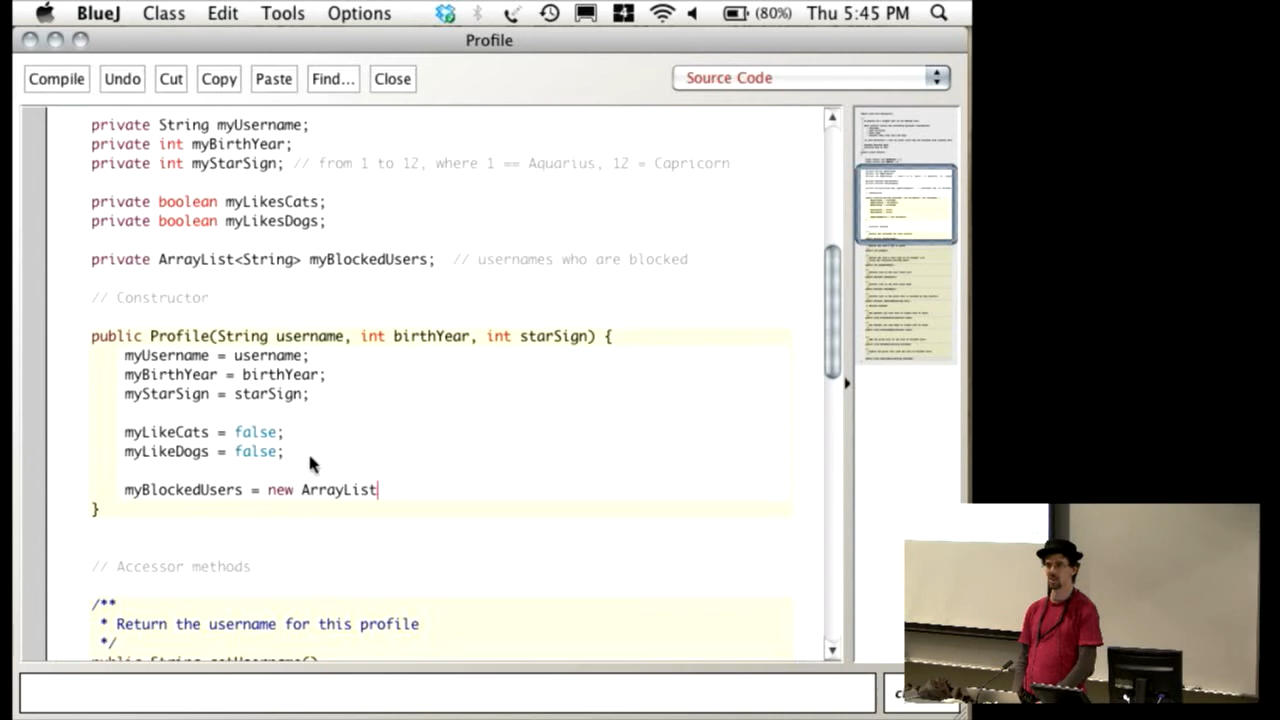 BlueJ Class Edit Tools Options 4 (80%) Thu 5:45 PM
Profile
Compile Undo Cut Copy Paste Find... Close Source Code
private String myUsername;
private int myBirthYear;
private int myStarSign; // from 1 to 12, where 1 == Aquarius, 12 = Capricorn
private boolean myLikesCats;
private boolean myLikesDogs;
private ArrayList<String> myBlockedUsers; // usernames who are blocked
// Constructor
public Profile(String username, int birthYear, int starSign) {
myUsername = username;
myBirthYear = birthYear;
myStarSign = starSign;
myLikeCats = false;
myLikeDogs = false;
myBlockedUsers = new ArrayList
}
// Accessor methods
/**
* Return the username for this profile
*/
public String getUsername()